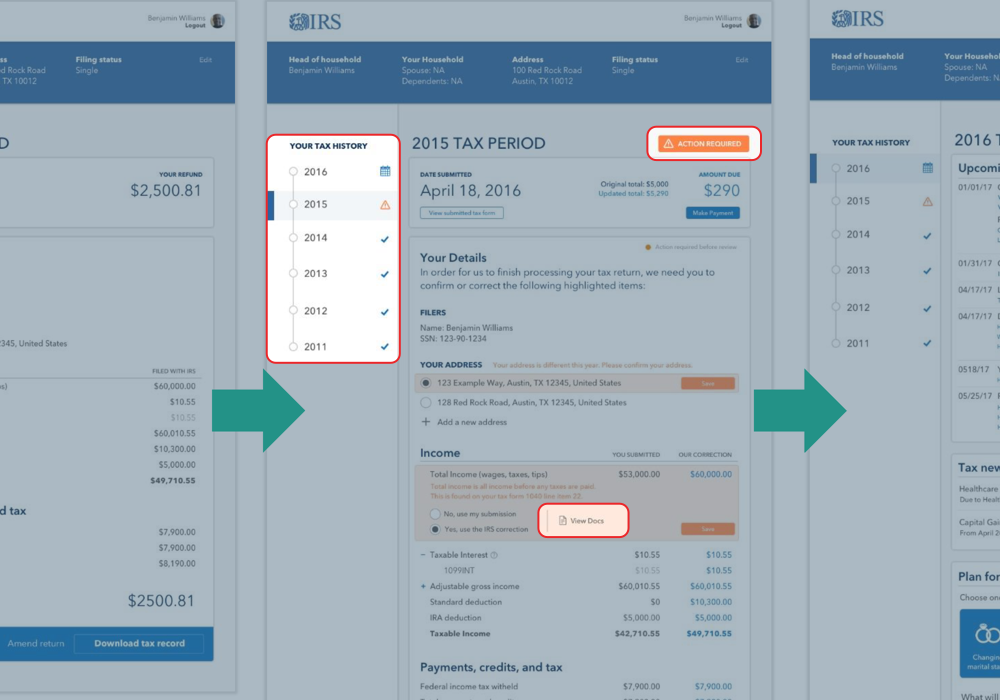 Benjamin Williams
Logout
ss
d Rock Road
TX 10012
Filing status
Single
Edit
D
YOUR REFUND
$2,500.81
345, United States
FILED WITH IRS
s)
$60,000.00
$10.55
$10.55
$60,010.55
$10,300.00
$5,000.00
$49,710.55
d tax
$7,900.00
$7,900.00
$8,190.00
$2500.81
Amend return
Download tax record
IRS
Benjamin Williams
Logout
Head of household
Benjamin Williams
Your Household
Spouse: NA
Dependents: NA
Address
100 Red Rock Road
Austin, TX 10012
Filing status
Single
Edit
YOUR TAX HISTORY
2016
2015
2014
2013
2012
2011
2015 TAX PERIOD
ACTION REQUIRED
DATE SUBMITTED
April 18, 2016
View submitted tax form
Original total: $5,000
Updated total: $5,290
AMOUNT DUE
$290
Make Payment
Action required before review
Your Details
In order for us to finish processing your tax return, we need you to
confirm or correct the following highlighted items:
FILERS
Name: Benjamin Williams
SSN: 123-90-1234
YOUR ADDRESS Your address is different this year. Please confirm your address.
123 Example Way, Austin, TX 12345, United States
Save
128 Red Rock Road, Austin, TX 12345, United States
+ Add a new address
Income YOU SUBMITTED OUR CORRECTION
Total Income (wages, taxes, tips) $53,000.00 $60,000.00
Total Income is all income before any taxes are paid.
This is found on your tax form 1040 line item 22.
No, use my submission
Yes, use the IRS correction
View Docs
Save
− Taxable Interest $10.55 $10.55
1099INT $10.55 $10.55
+ Adjustable gross income $60,010.55 $60,010.55
Standard deduction $0 $10,300.00
IRA deduction $5,000.00 $5,000.00
Taxable Income $42,710.55 $49,710.55
Payments, credits, and tax
Federal income tax witheld $7,900.00 $7,900.00
IRS
Head of household
Benjamin Williams
Your Househol
Spouse: NA
Dependents: N
YOUR TAX HISTORY
2016
2015
2014
2013
2012
2011
2016 T
Upcomi
01/01/17
01/31/17
04/17/17
04/17/17
0518/17
05/25/17
Tax new
Healthcare
Due to Healt
Capital Gai
From April 2
Plan for
Choose on
Changin
marital sta
What will